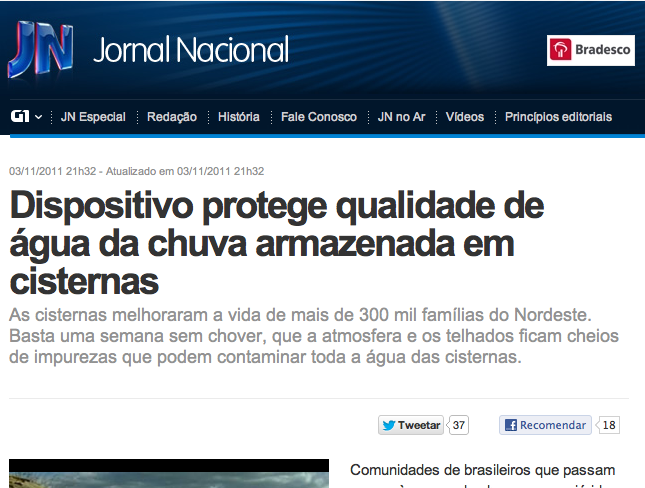 JN Jornal Nacional
Bradesco
G1 JN Especial Redação História Fale Conosco JN no Ar Vídeos Princípios editoriais
03/11/2011 21h32 - Atualizado em 03/11/2011 21h32
Dispositivo protege qualidade de
água da chuva armazenada em
cisternas
As cisternas melhoraram a vida de mais de 300 mil famílias do Nordeste.
Basta uma semana sem chover, que a atmosfera e os telhados ficam cheios
de impurezas que podem contaminar toda a água das cisternas.
Tweetar 37 Recomendar 18
Comunidades de brasileiros que passam